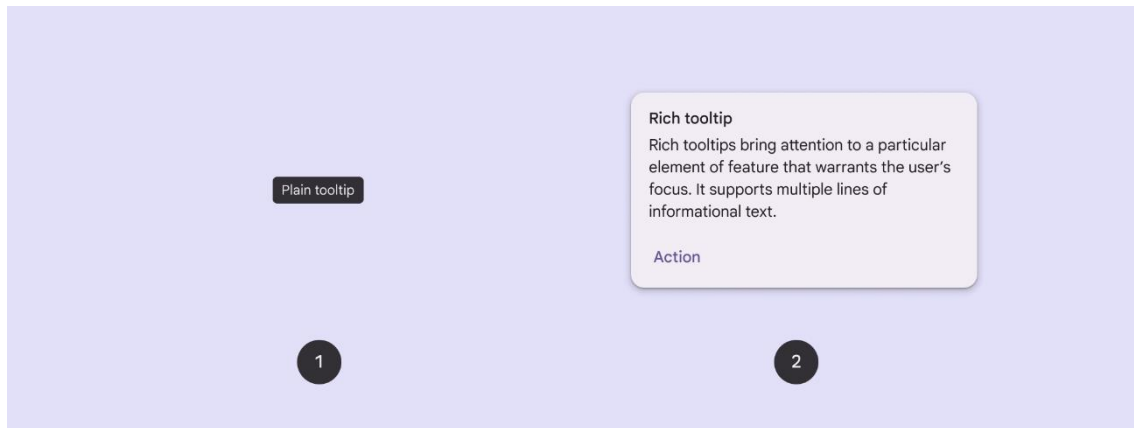 Plain tooltip
1
Rich tooltip
Rich tooltips bring attention to a particular
element of feature that warrants the user's
focus. It supports multiple lines of
informational text.
Action
2